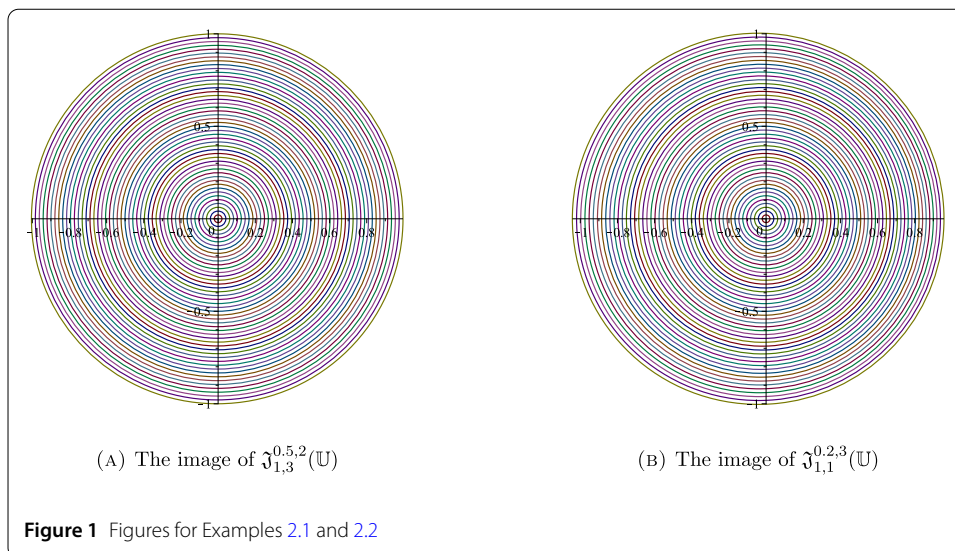 1
0.5
-1 -0.8 -0.6 -0.4 -0.2 0 0.2 0.4 0.6 0.8
-0.5
-1
(A) The image of 𝔍_{1,3}^{0.5,2}(𝕌)
1
0.5
-1 -0.8 -0.6 -0.4 -0.2 0 0.2 0.4 0.6 0.8
-0.5
-1
(B) The image of 𝔍_{1,1}^{0.2,3}(𝕌)
Figure 1 Figures for Examples 2.1 and 2.2